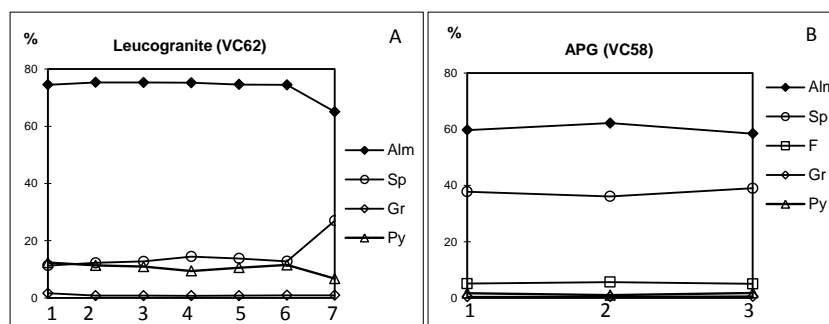 % Leucogranite (VC62) A
80
60
40
20
0
1 2 3 4 5 6 7
Alm
Sp
Gr
Py
% APG (VC58) B
80
60
40
20
0
1 2 3
Alm
Sp
F
Gr
Py